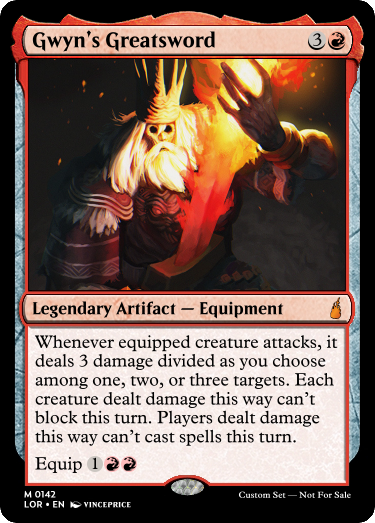 Gwyn's Greatsword 3
Legendary Artifact — Equipment
Whenever equipped creature attacks, it
deals 3 damage divided as you choose
among one, two, or three targets. Each
creature dealt damage this way can't
block this turn. Players dealt damage
this way can't cast spells this turn.
Equip 1
M 0142
LOR • EN VINCEPRICE
Custom Set — Not For Sale